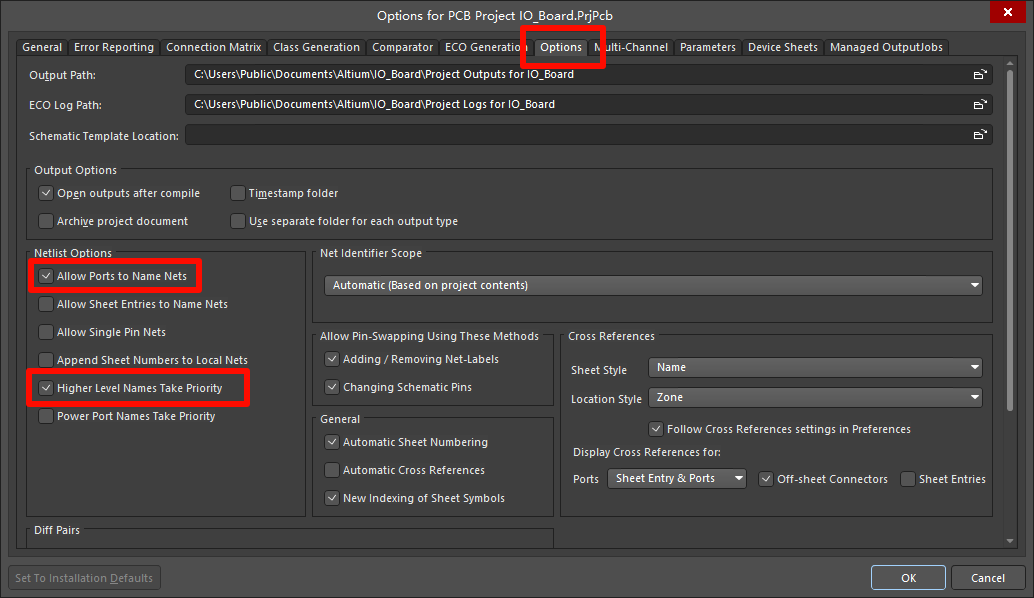 Options for PCB Project IO_Board.PrjPcb
General Error Reporting Connection Matrix Class Generation Comparator ECO Generation Options Multi-Channel Parameters Device Sheets Managed OutputJobs
Output Path: C:\Users\Public\Documents\Altium\IO_Board\Project Outputs for IO_Board
ECO Log Path: C:\Users\Public\Documents\Altium\IO_Board\Project Logs for IO_Board
Schematic Template Location:
Output Options
Open outputs after compile Timestamp folder
Archive project document Use separate folder for each output type
Netlist Options
Allow Ports to Name Nets
Allow Sheet Entries to Name Nets
Allow Single Pin Nets
Append Sheet Numbers to Local Nets
Higher Level Names Take Priority
Power Port Names Take Priority
Net Identifier Scope
Automatic (Based on project contents)
Allow Pin-Swapping Using These Methods
Adding / Removing Net-Labels
Changing Schematic Pins
General
Automatic Sheet Numbering
Automatic Cross References
New Indexing of Sheet Symbols
Cross References
Sheet Style Name
Location Style Zone
Follow Cross References settings in Preferences
Display Cross References for:
Ports Sheet Entry & Ports Off-sheet Connectors Sheet Entries
Diff Pairs
Set To Installation Defaults OK Cancel